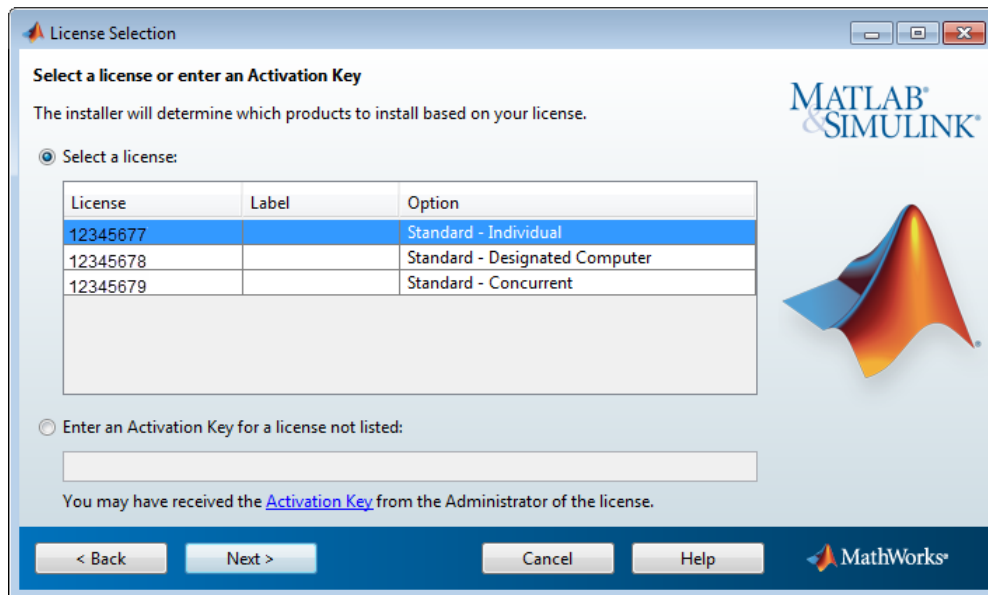 License Selection
Select a license or enter an Activation Key
The installer will determine which products to install based on your license.
MATLAB®
&SIMULINK®
Select a license:
License Label Option
12345677 Standard - Individual
12345678 Standard - Designated Computer
12345679 Standard - Concurrent
Enter an Activation Key for a license not listed:
You may have received the Activation Key from the Administrator of the license.
< Back Next > Cancel Help MathWorks®